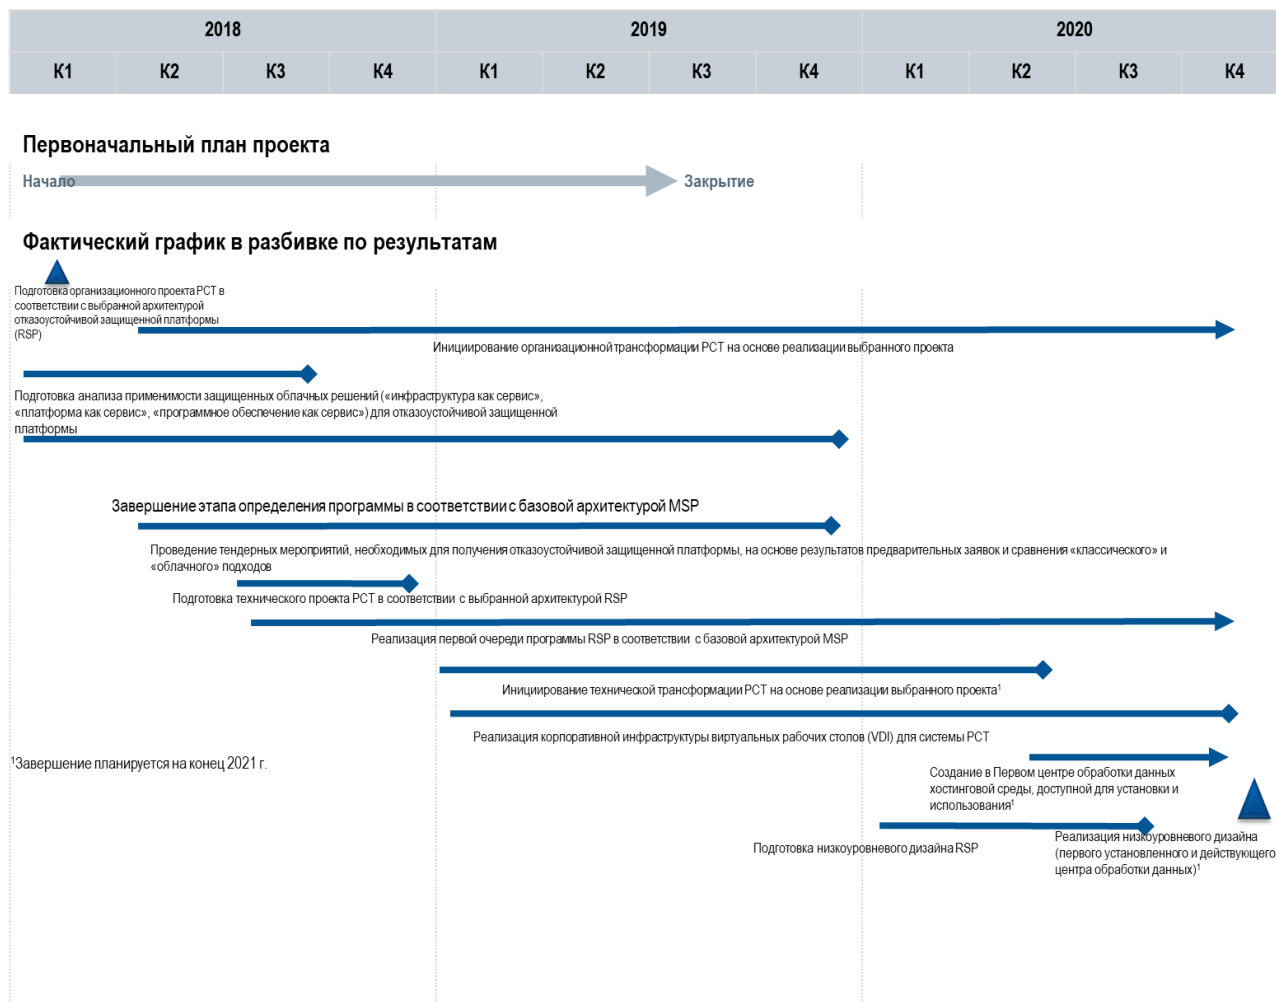 2018
2019
2020
К1
К2
К3
К4
К1
К2
К3
К4
К1
К2
К3
К4
Первоначальный план проекта
Начало
Закрытие
Фактический график в разбивке по результатам
Подготовка организационного проекта РСТ в
соответствии с выбранной архитектурой
отказоустойчивой защищенной платформы
(RSP)
Инициирование организационной трансформации РСТ на основе реализации выбранного проекта
Подготовка анализа применимости защищенных облачных решений («инфраструктура как сервис»,
«платформа как сервис», «программное обеспечение как сервис») для отказоустойчивой защищенной
платформы
Завершение этапа определения программы в соответствии с базовой архитектурой MSP
Проведение тендерных мероприятий, необходимых для получения отказоустойчивой защищенной платформы, на основе результатов предварительных заявок и сравнения «классического» и
«облачного» подходов
Подготовка технического проекта РСТ в соответствии с выбранной архитектурой RSP
Реализация первой очереди программы RSP в соответствии с базовой архитектурой MSP
Инициирование технической трансформации РСТ на основе реализации выбранного проекта¹
Реализация корпоративной инфраструктуры виртуальных рабочих столов (VDI) для системы РСТ
¹Завершение планируется на конец 2021 г.
Создание в Первом центре обработки данных
хостинговой среды, доступной для установки и
использования¹
Подготовка низкоуровневого дизайна RSP
Реализация низкоуровневого дизайна
(первого установленного и действующего
центра обработки данных)¹